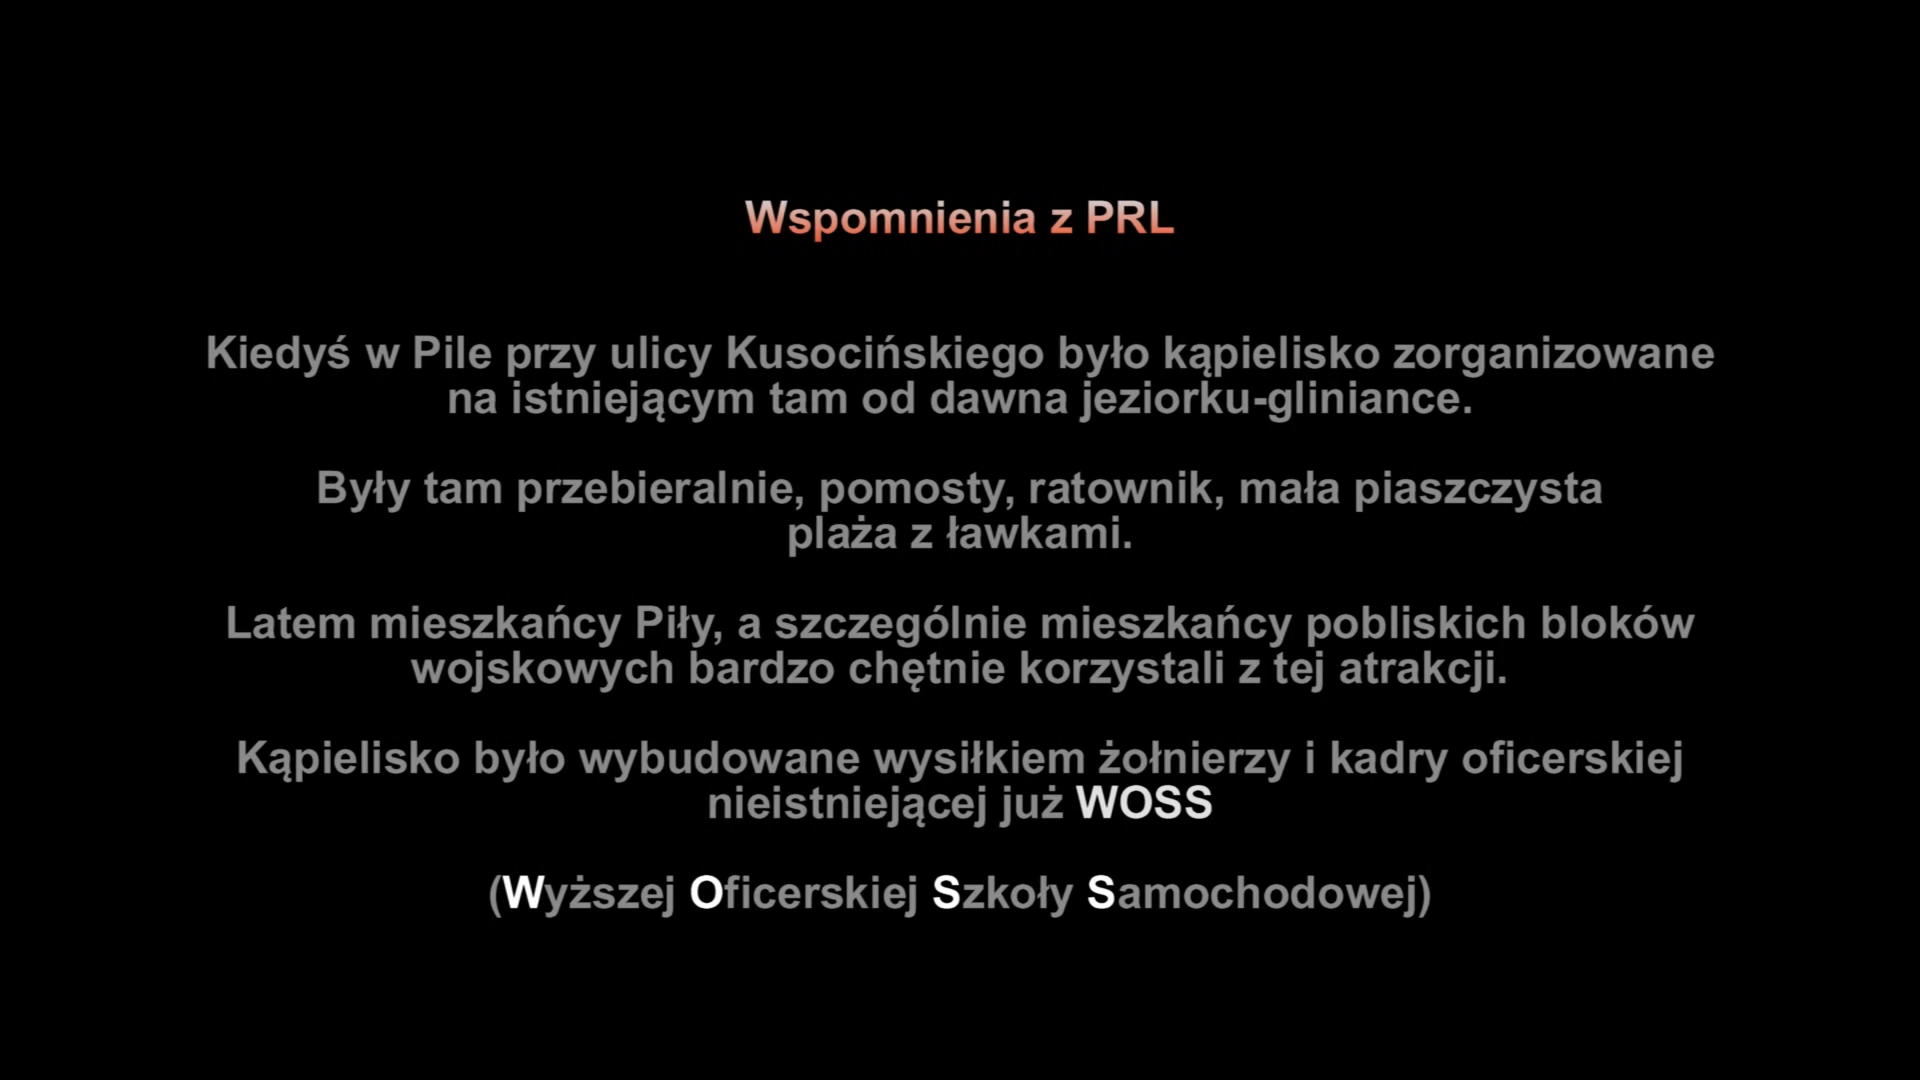 Wspomnienia z PRL
Kiedyś w Pile przy ulicy Kusocińskiego było kąpielisko zorganizowane
na istniejącym tam od dawna jeziorku-gliniance.
Były tam przebieralnie, pomosty, ratownik, mała piaszczysta
plaża z ławkami.
Latem mieszkańcy Piły, a szczególnie mieszkańcy pobliskich bloków
wojskowych bardzo chętnie korzystali z tej atrakcji.
Kąpielisko było wybudowane wysiłkiem żołnierzy i kadry oficerskiej
nieistniejącej już WOSS
(Wyższej Oficerskiej Szkoły Samochodowej)